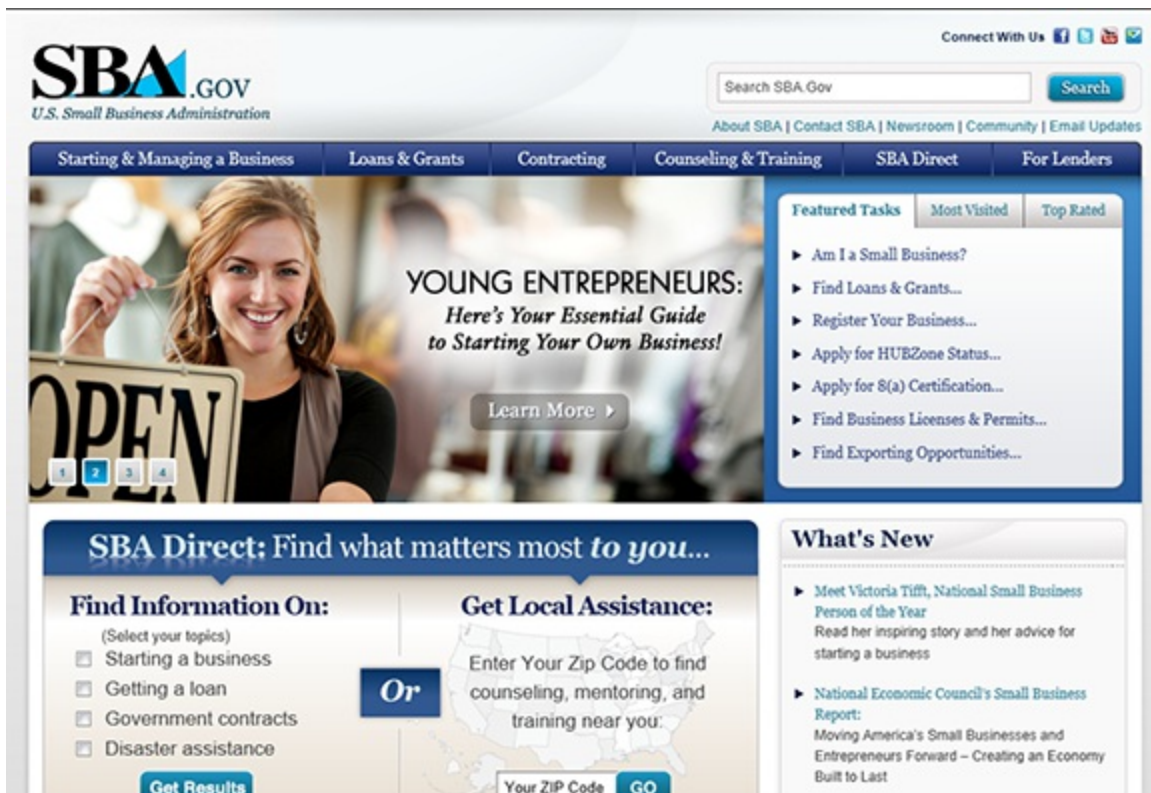 Connect With Us
SBA.GOV
U.S. Small Business Administration
Search SBA.Gov
Search
About SBA | Contact SBA | Newsroom | Community | Email Updates
Starting & Managing a Business
Loans & Grants
Contracting
Counseling & Training
SBA Direct
For Lenders
YOUNG ENTREPRENEURS:
Here's Your Essential Guide
to Starting Your Own Business!
Learn More
OPEN
1 2 3 4
Featured Tasks
Most Visited
Top Rated
Am I a Small Business?
Find Loans & Grants...
Register Your Business...
Apply for HUBZone Status...
Apply for 8(a) Certification...
Find Business Licenses & Permits...
Find Exporting Opportunities...
SBA Direct: Find what matters most to you...
Find Information On:
(Select your topics)
Starting a business
Getting a loan
Government contracts
Disaster assistance
Get Results
Or
Get Local Assistance:
Enter Your Zip Code to find
counseling, mentoring, and
training near you:
Your ZIP Code
GO
What's New
Meet Victoria Tifft, National Small Business
Person of the Year
Read her inspiring story and her advice for
starting a business
National Economic Council's Small Business
Report:
Moving America's Small Businesses and
Entrepreneurs Forward – Creating an Economy
Built to Last